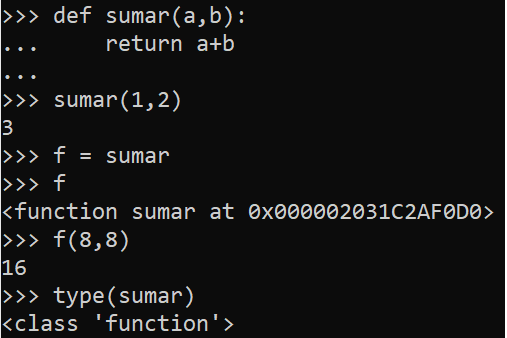 >>> def sumar(a,b):
...     return a+b
...
>>> sumar(1,2)
3
>>> f = sumar
>>> f
<function sumar at 0x000002031C2AF0D0>
>>> f(8,8)
16
>>> type(sumar)
<class 'function'>